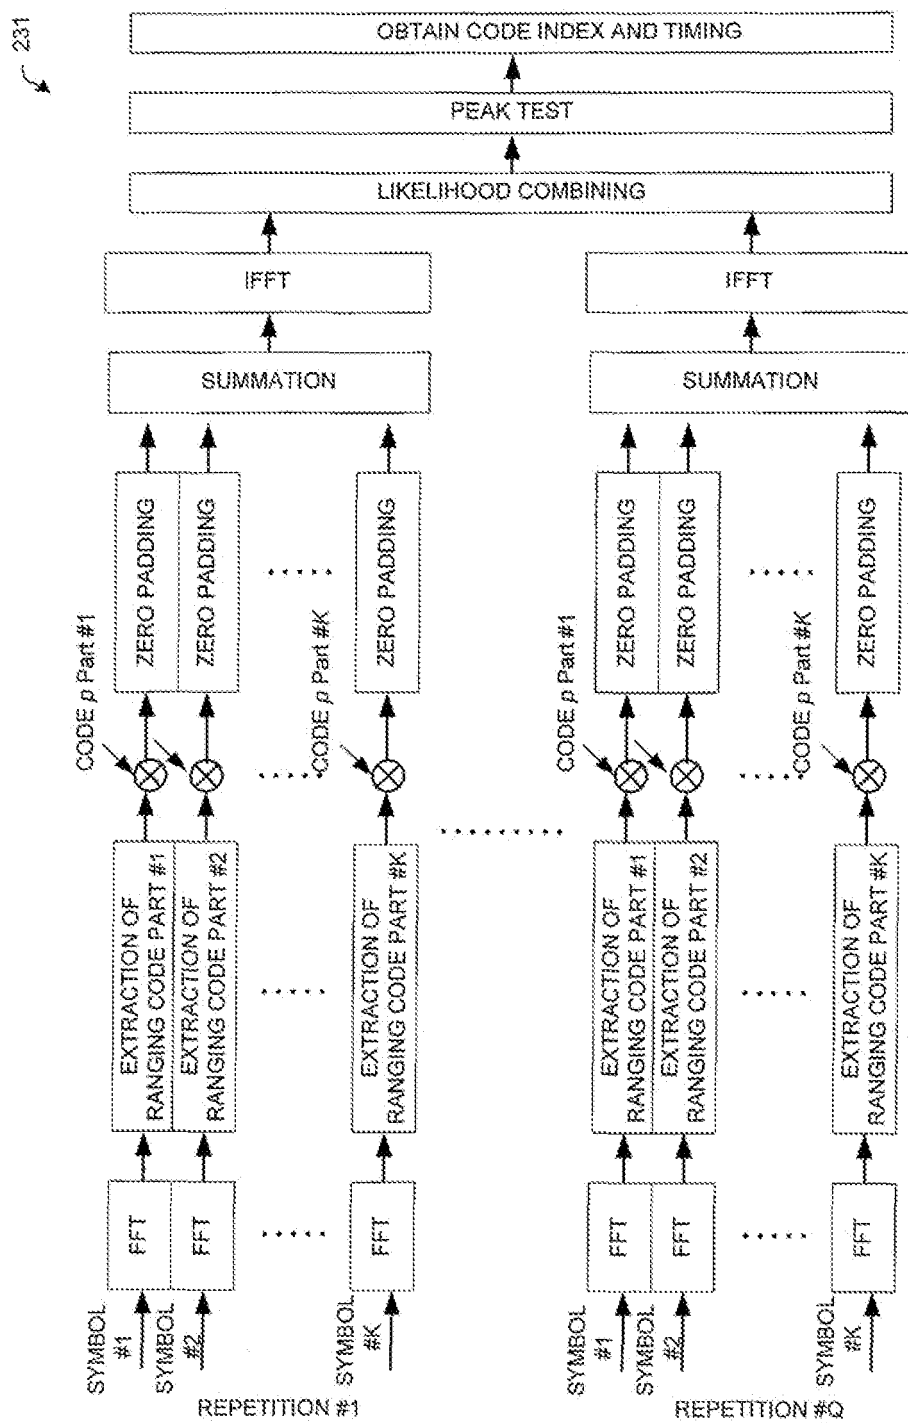 231
OBTAIN CODE INDEX AND TIMING
PEAK TEST
LIKELIHOOD COMBINING
IFFT
IFFT
SUMMATION
SUMMATION
ZERO PADDING
ZERO PADDING
ZERO PADDING
ZERO PADDING
ZERO PADDING
ZERO PADDING
CODE p Part #1
CODE p Part #K
CODE p Part #1
CODE p Part #K
EXTRACTION OF
RANGING CODE PART #1
EXTRACTION OF
RANGING CODE PART #2
EXTRACTION OF
RANGING CODE PART #K
EXTRACTION OF
RANGING CODE PART #1
EXTRACTION OF
RANGING CODE PART #2
EXTRACTION OF
RANGING CODE PART #K
FFT
FFT
FFT
FFT
FFT
FFT
SYMBOL
#1
SYMBOL
#2
SYMBOL
#K
SYMBOL
#1
SYMBOL
#2
SYMBOL
#K
REPETITION #1
REPETITION #Q